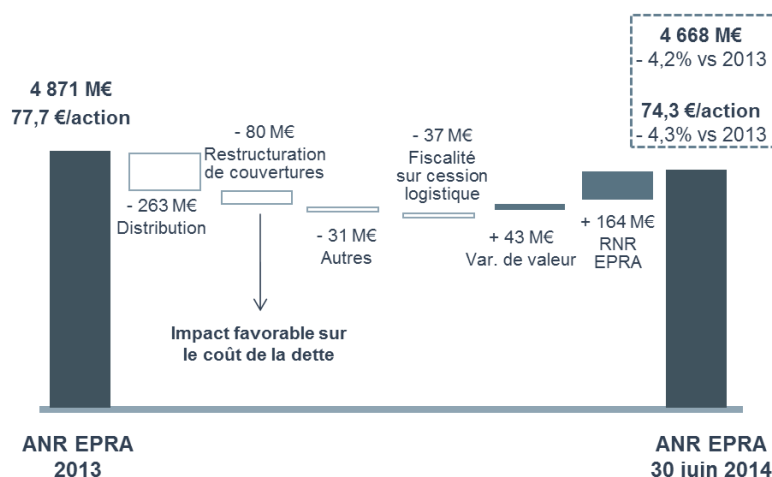 4 871 M€
77,7 €/action
- 263 M€
Distribution
- 80 M€
Restructuration
de couvertures
Impact favorable sur
le coût de la dette
- 31 M€
Autres
- 37 M€
Fiscalité
sur cession
logistique
+ 43 M€
Var. de valeur
+ 164 M€
RNR
EPRA
4 668 M€
- 4,2% vs 2013
74,3 €/action
- 4,3% vs 2013
ANR EPRA
2013
ANR EPRA
30 juin 2014